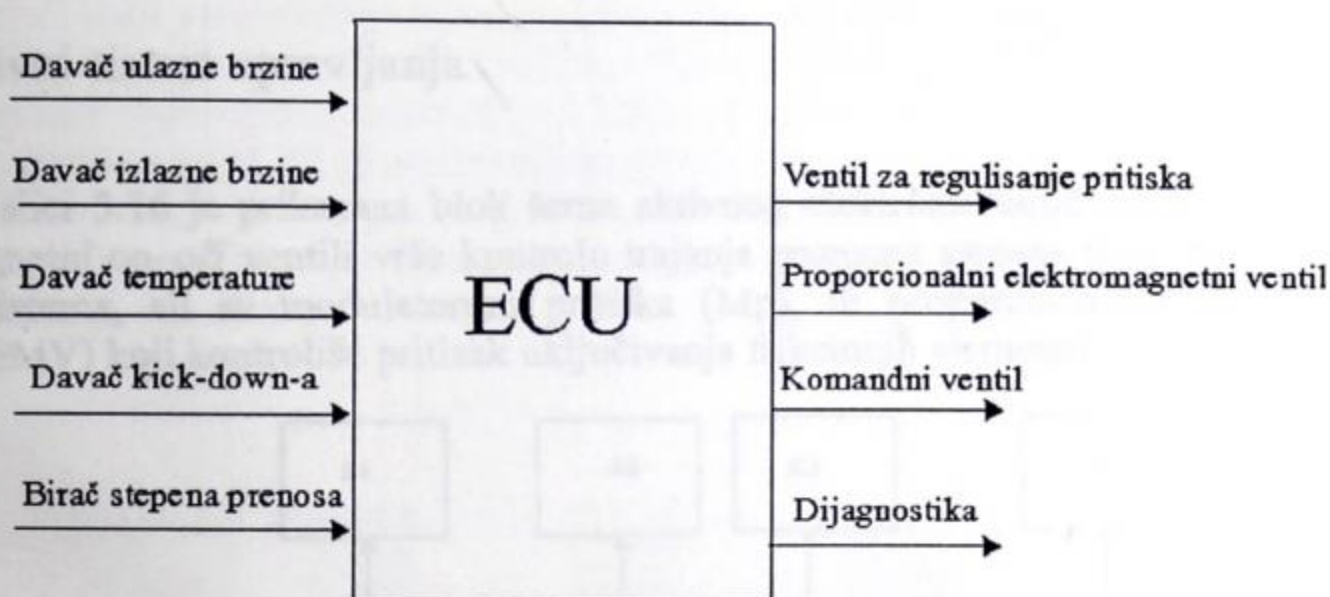 Davač ulazne brzine
Davač izlazne brzine
Davač temperature
Davač kick-down-a
Birač stepena prenosa
ECU
Ventil za regulisanje pritiska
Proporcionalni elektromagnetni ventil
Komandni ventil
Dijagnostika